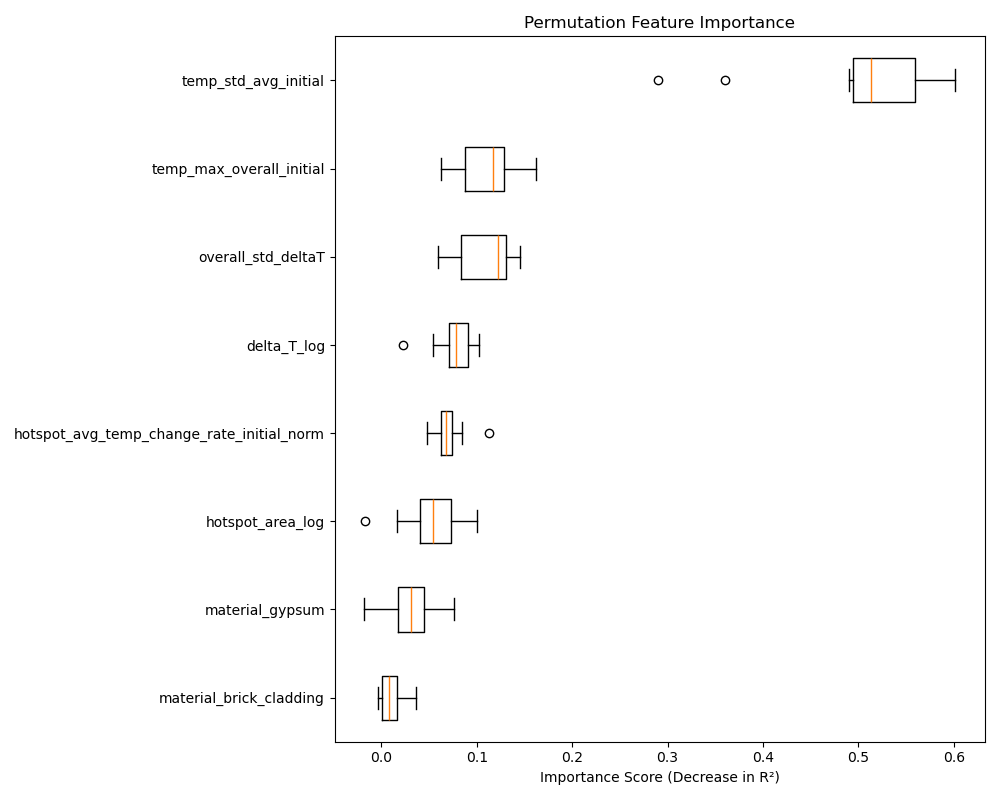 Permutation Feature Importance
temp_std_avg_initial
temp_max_overall_initial
overall_std_deltaT
delta_T_log
hotspot_avg_temp_change_rate_initial_norm
hotspot_area_log
material_gypsum
material_brick_cladding
0.0 0.1 0.2 0.3 0.4 0.5 0.6
Importance Score (Decrease in R²)